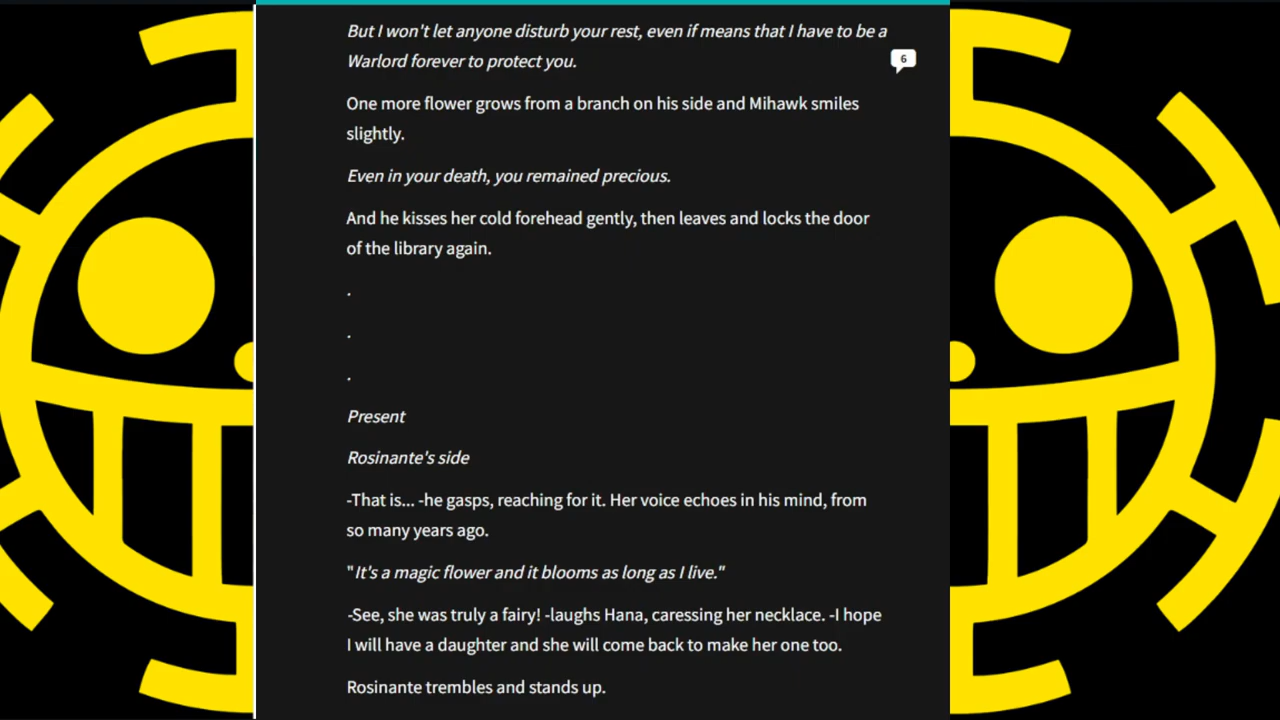 But I won't let anyone disturb your rest, even if means that I have to be a
Warlord forever to protect you.
6
One more flower grows from a branch on his side and Mihawk smiles
slightly.
Even in your death, you remained precious.
And he kisses her cold forehead gently, then leaves and locks the door
of the library again.
.
.
.
Present
Rosinante's side
-That is... -he gasps, reaching for it. Her voice echoes in his mind, from
so many years ago.
"It's a magic flower and it blooms as long as I live."
-See, she was truly a fairy! -laughs Hana, caressing her necklace. -I hope
I will have a daughter and she will come back to make her one too.
Rosinante trembles and stands up.